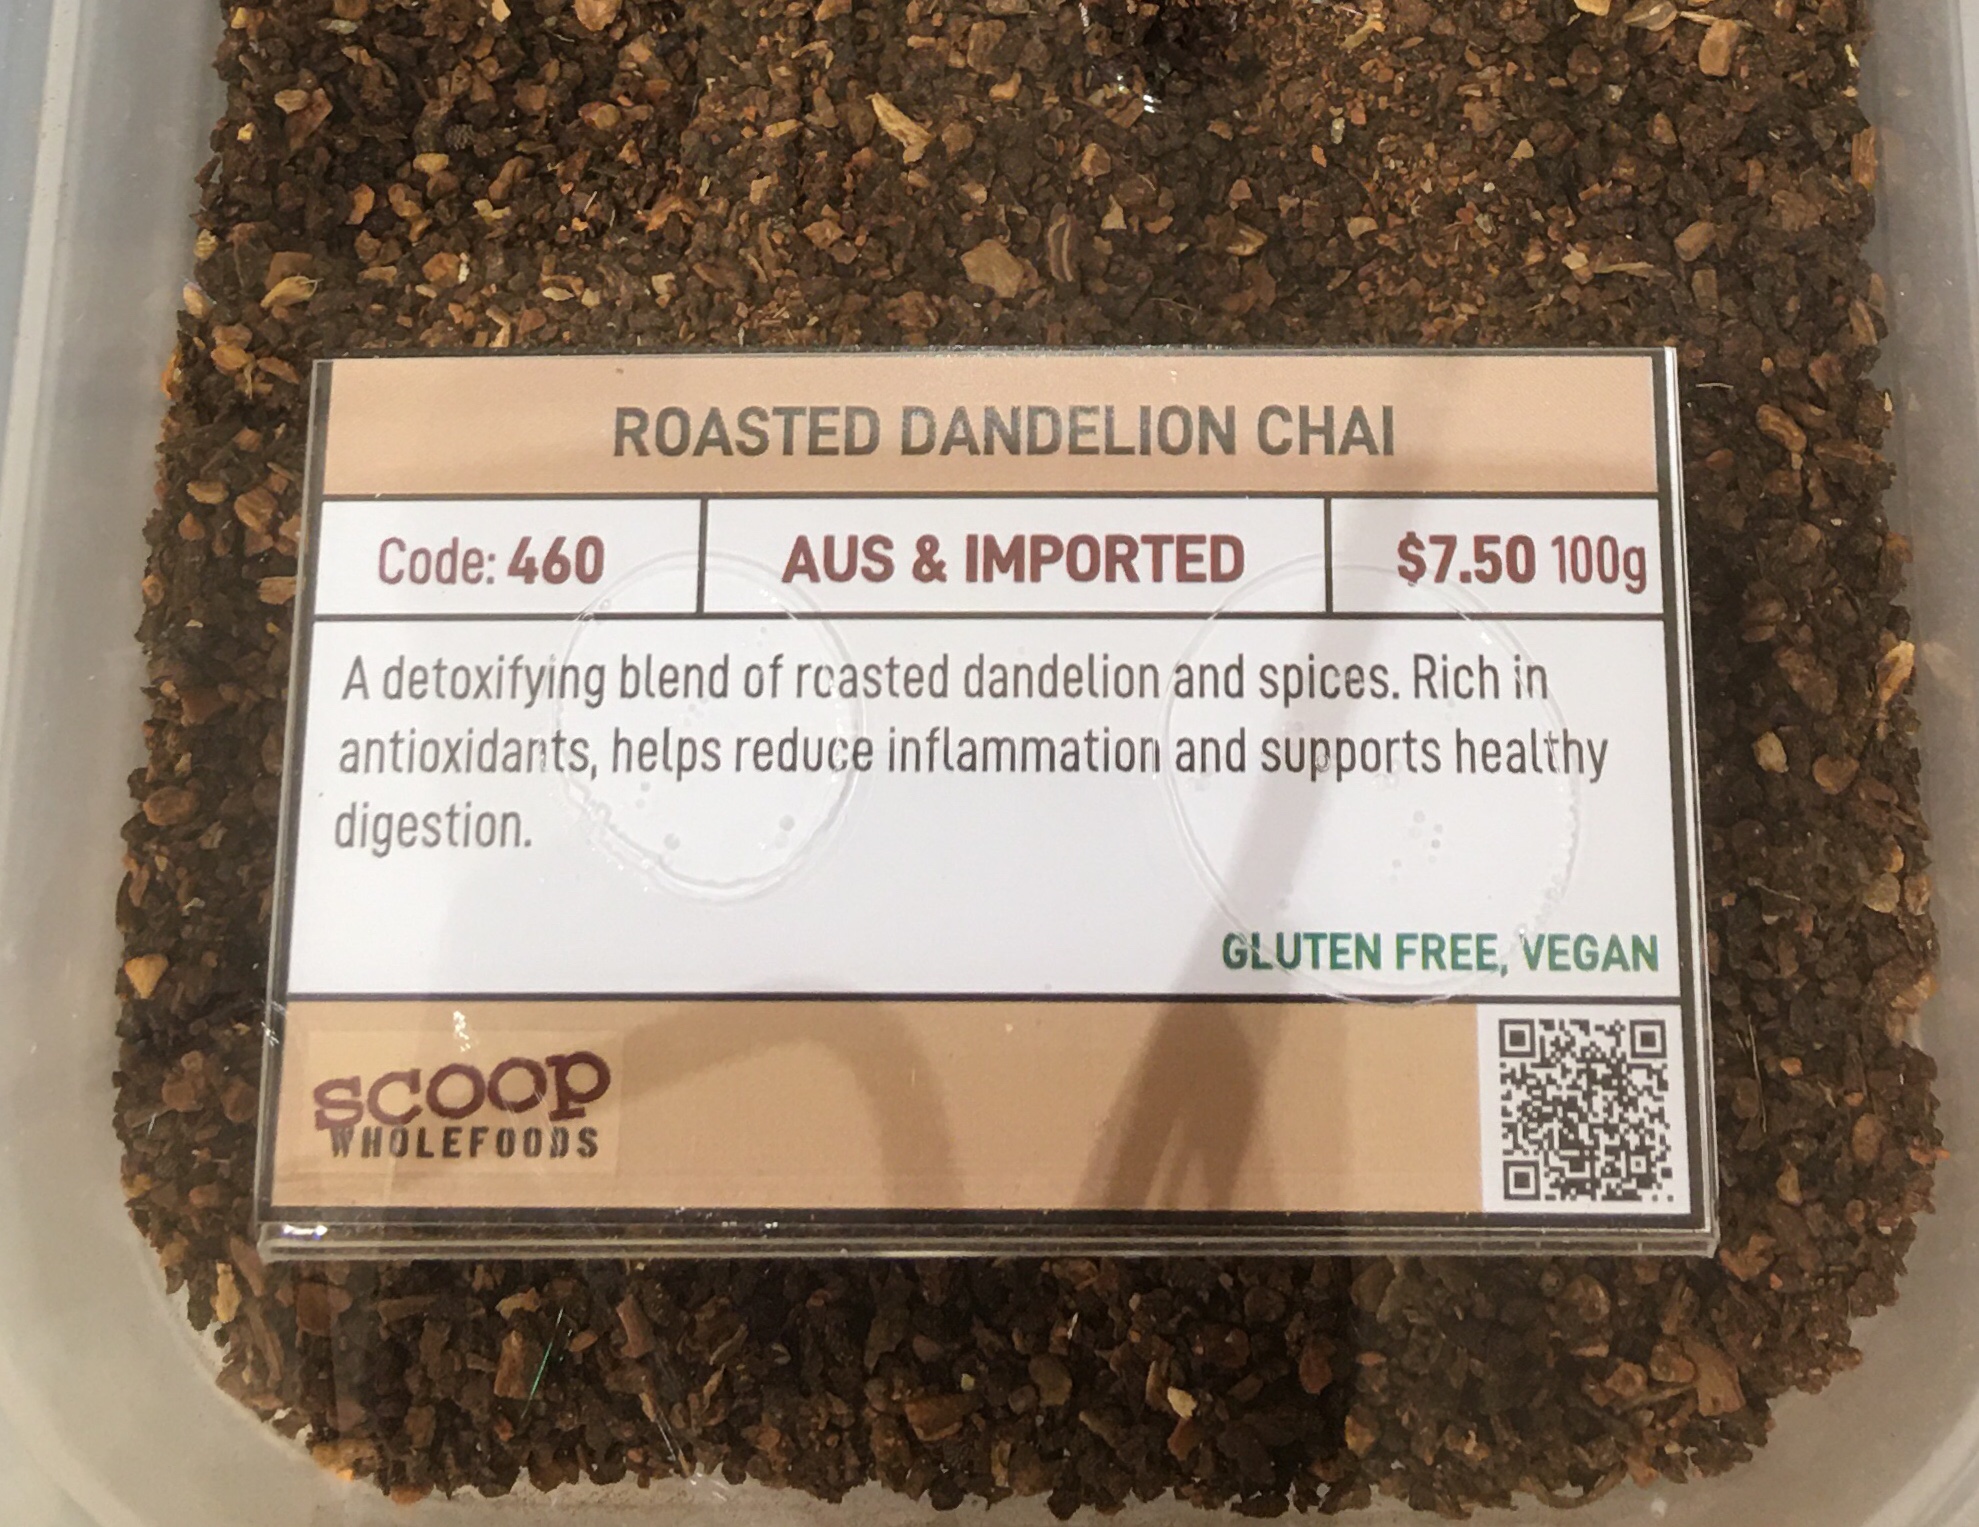 ROASTED DANDELION CHAI
Code: 460
AUS & IMPORTED
$7.50 100g
A detoxifying blend of roasted dandelion and spices. Rich in
antioxidants, helps reduce inflammation and supports healthy
digestion.
GLUTEN FREE, VEGAN
scoop
WHOLEFOODS